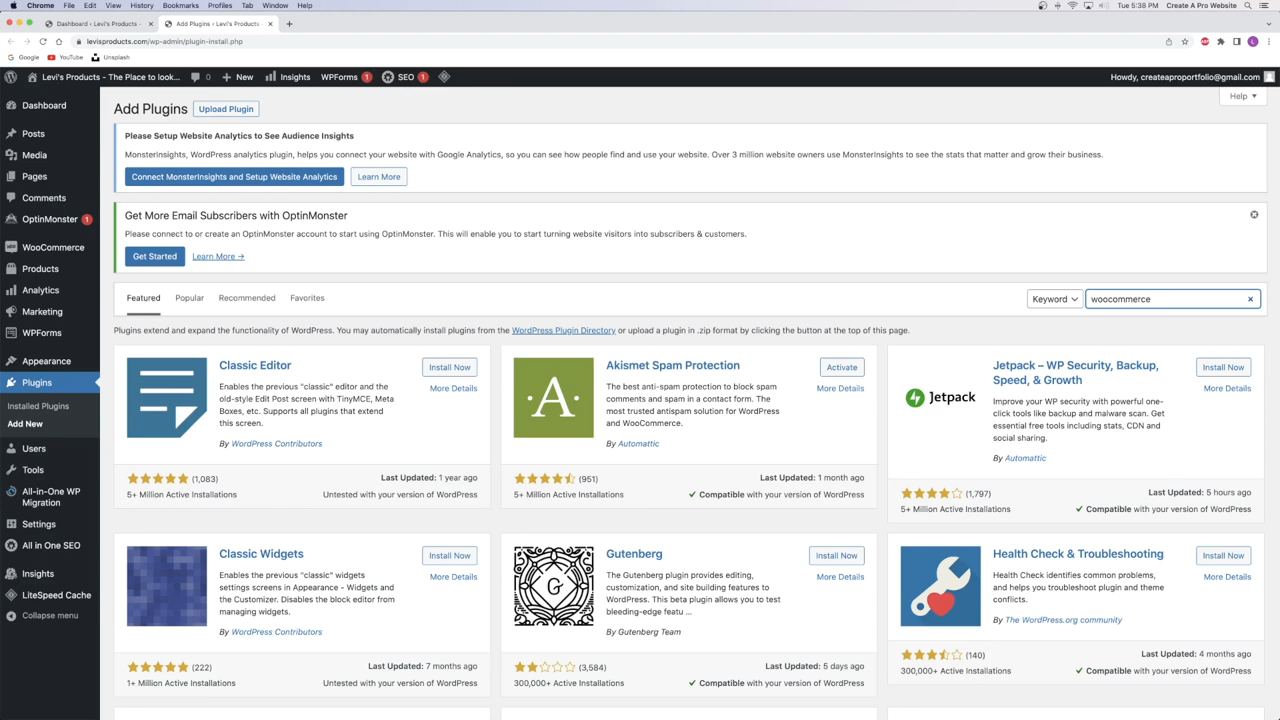 Chrome File Edit View History Bookmarks Profiles Tab Window Help
Tue 5:38 PM Create A Pro Website
Dashboard ‹ Levi's Products -
Add Plugins ‹ Levi's Products -
levisproducts.com/wp-admin/plugin-install.php
Google YouTube Unsplash
Levi's Products - The Place to look... 0 New Insights WPForms 1 SEO 1
Howdy, createaproportfolio@gmail.com
Dashboard
Posts
Media
Pages
Comments
OptinMonster 1
WooCommerce
Products
Analytics
Marketing
WPForms
Appearance
Plugins
Installed Plugins
Add New
Users
Tools
All-in-One WP
Migration
Settings
All in One SEO
Insights
LiteSpeed Cache
Collapse menu
Help
Add Plugins Upload Plugin
Please Setup Website Analytics to See Audience Insights
MonsterInsights, WordPress analytics plugin, helps you connect your website with Google Analytics, so you can see how people find and use your website. Over 3 million website owners use MonsterInsights to see the stats that matter and grow their business.
Connect MonsterInsights and Setup Website Analytics Learn More
Get More Email Subscribers with OptinMonster
Please connect to or create an OptinMonster account to start using OptinMonster. This will enable you to start turning website visitors into subscribers & customers.
Get Started Learn More →
Featured Popular Recommended Favorites
Keyword woocommerce
Plugins extend and expand the functionality of WordPress. You may automatically install plugins from the WordPress Plugin Directory or upload a plugin in .zip format by clicking the button at the top of this page.
Classic Editor
Install Now
More Details
Enables the previous "classic" editor and the
old-style Edit Post screen with TinyMCE, Meta
Boxes, etc. Supports all plugins that extend
this screen.
By WordPress Contributors
(1,083)
Last Updated: 1 year ago
5+ Million Active Installations
Untested with your version of WordPress
Akismet Spam Protection
Activate
More Details
A
The best anti-spam protection to block spam
comments and spam in a contact form. The
most trusted antispam solution for WordPress
and WooCommerce.
By Automattic
(951)
Last Updated: 1 month ago
5+ Million Active Installations
Compatible with your version of WordPress
Jetpack
Jetpack – WP Security, Backup,
Speed, & Growth
Install Now
More Details
Improve your WP security with powerful one-
click tools like backup and malware scan. Get
essential free tools including stats, CDN and
social sharing.
By Automattic
(1,797)
Last Updated: 5 hours ago
5+ Million Active Installations
Compatible with your version of WordPress
Classic Widgets
Install Now
More Details
Enables the previous "classic" widgets
settings screens in Appearance - Widgets and
the Customizer. Disables the block editor from
managing widgets.
By WordPress Contributors
(222)
Last Updated: 7 months ago
1+ Million Active Installations
Untested with your version of WordPress
Gutenberg
Install Now
More Details
G
The Gutenberg plugin provides editing,
customization, and site building features to
WordPress. This beta plugin allows you to test
bleeding-edge featu ...
By Gutenberg Team
(3,584)
Last Updated: 5 days ago
300,000+ Active Installations
Compatible with your version of WordPress
Health Check & Troubleshooting
Install Now
More Details
Health Check identifies common problems,
and helps you troubleshoot plugin and theme
conflicts.
By The WordPress.org community
(140)
Last Updated: 4 months ago
300,000+ Active Installations
Compatible with your version of WordPress